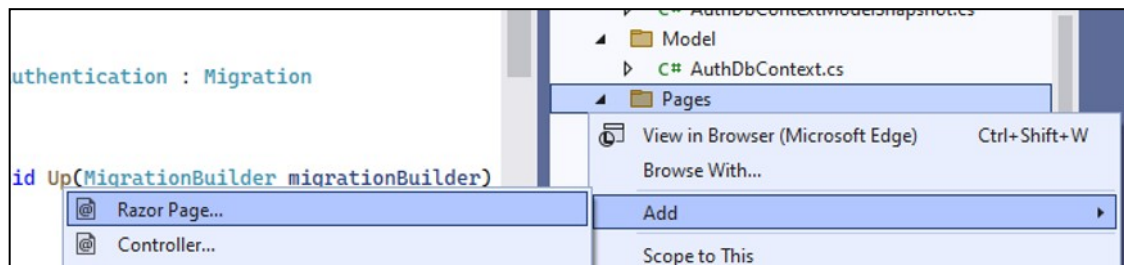 C# AuthDbContextModelSnapshot.cs
Model
uthentication : Migration
C# AuthDbContext.cs
Pages
View in Browser (Microsoft Edge) Ctrl+Shift+W
Browse With...
id Up(MigrationBuilder migrationBuilder)
Razor Page...
Add
Controller...
Scope to This